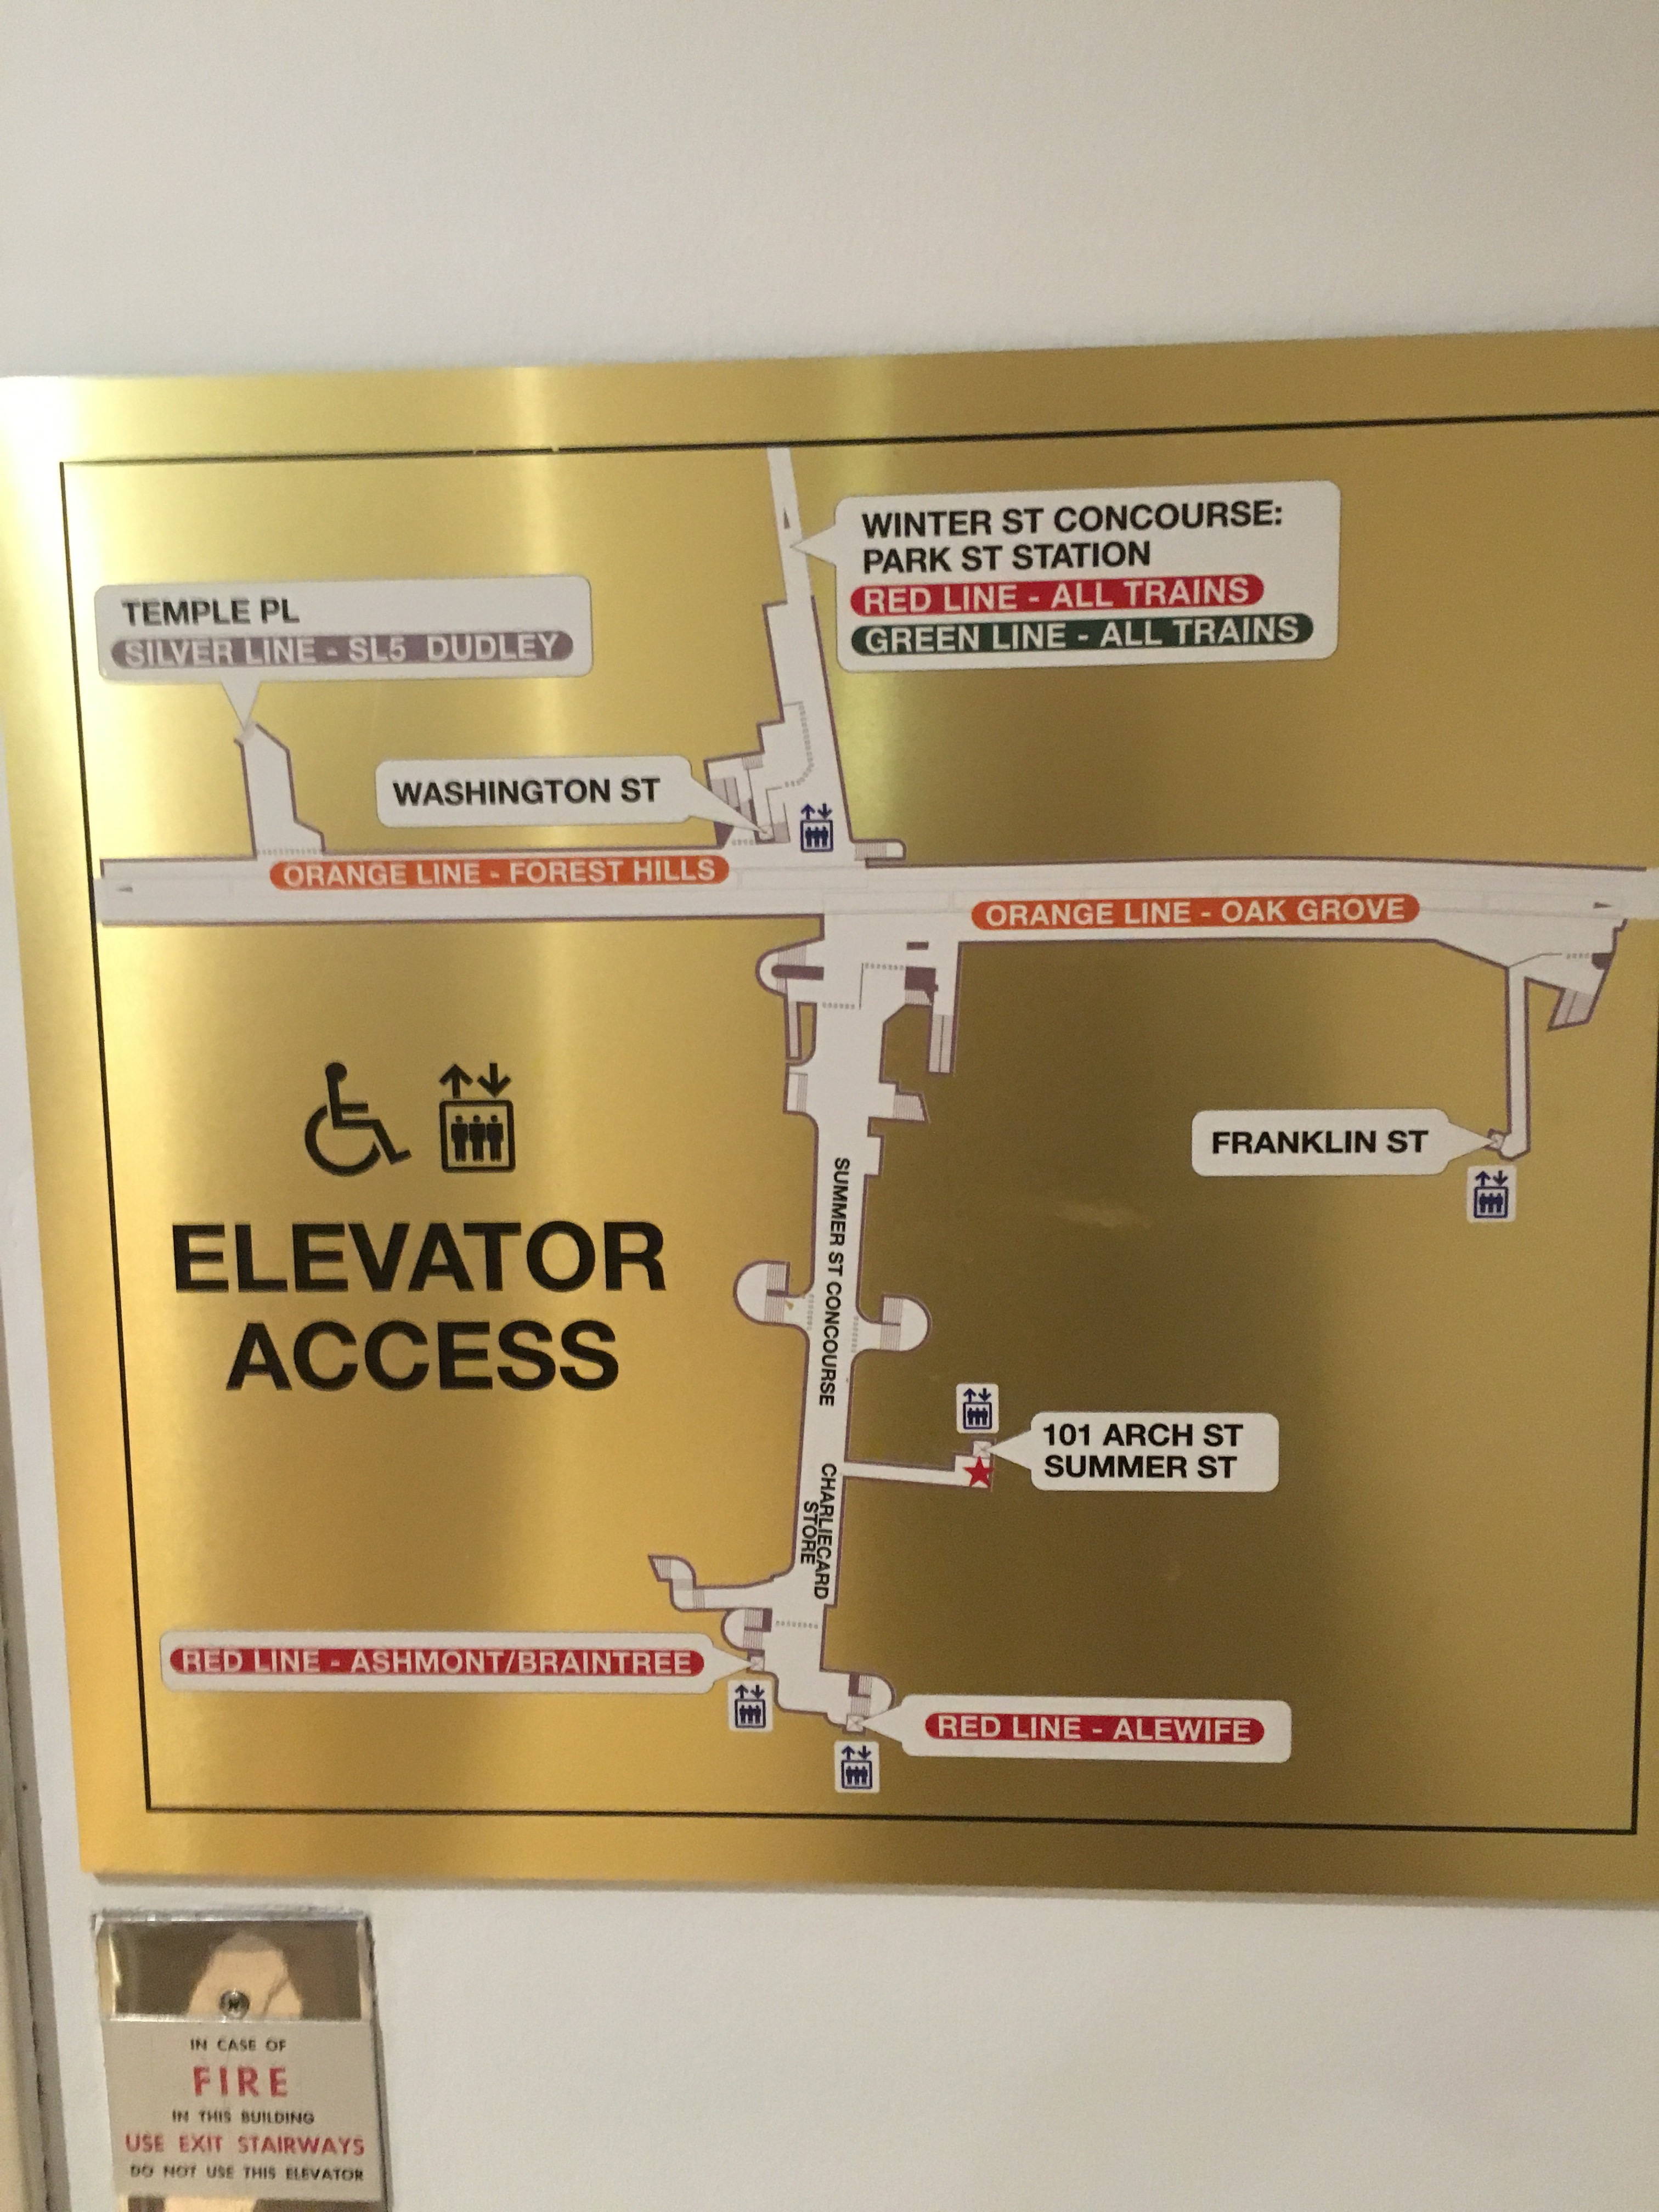 WINTER ST CONCOURSE:
PARK ST STATION
RED LINE - ALL TRAINS
GREEN LINE - ALL TRAINS
TEMPLE PL
SILVER LINE - SL5 DUDLEY
WASHINGTON ST
ORANGE LINE - FOREST HILLS
ORANGE LINE - OAK GROVE
FRANKLIN ST
ELEVATOR
ACCESS
SUMMER ST CONCOURSE
101 ARCH ST
SUMMER ST
CHARLIECARD
STORE
RED LINE - ASHMONT/BRAINTREE
RED LINE - ALEWIFE
IN CASE OF
FIRE
IN THIS BUILDING
USE EXIT STAIRWAYS
DO NOT USE THIS ELEVATOR